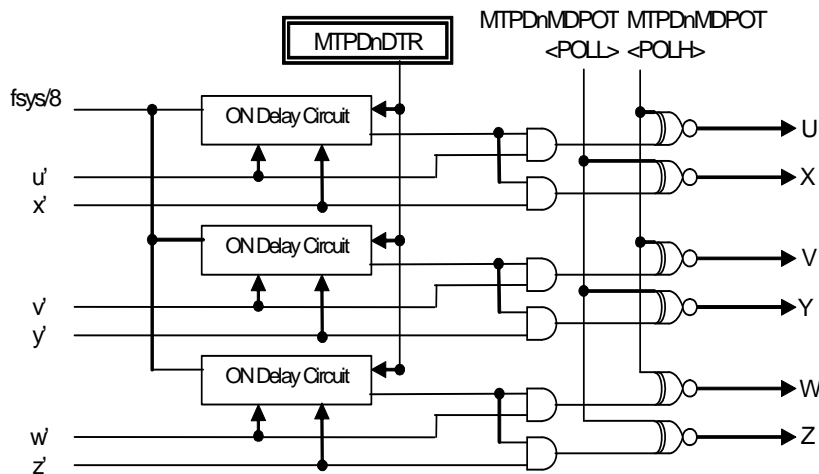 MTPDnDTR
MTPDnMDPOT
<POLL>
MTPDnMDPOT
<POLH>
fsys/8
ON Delay Circuit
U
u'
X
x'
ON Delay Circuit
V
v'
Y
y'
ON Delay Circuit
W
w'
Z
z'